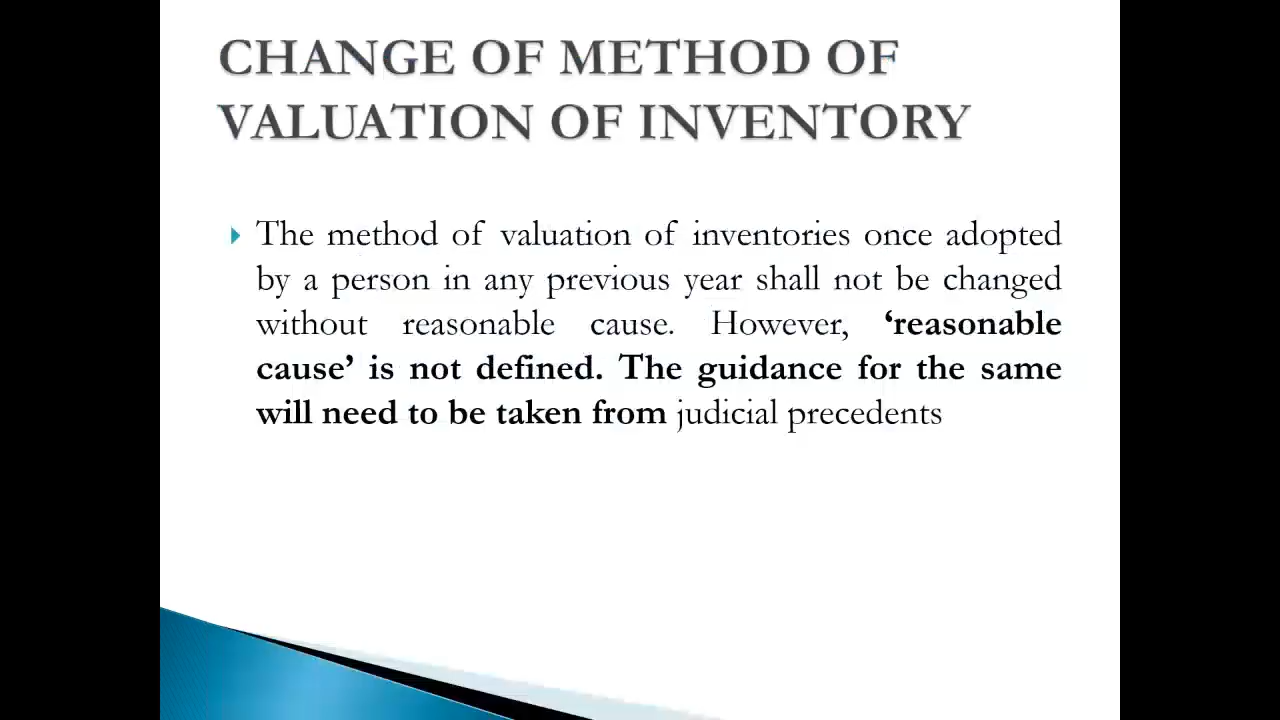 CHANGE OF METHOD OF
VALUATION OF INVENTORY
The method of valuation of inventories once adopted
by a person in any previous year shall not be changed
without reasonable cause. However, ‘reasonable
cause’ is not defined. The guidance for the same
will need to be taken from judicial precedents